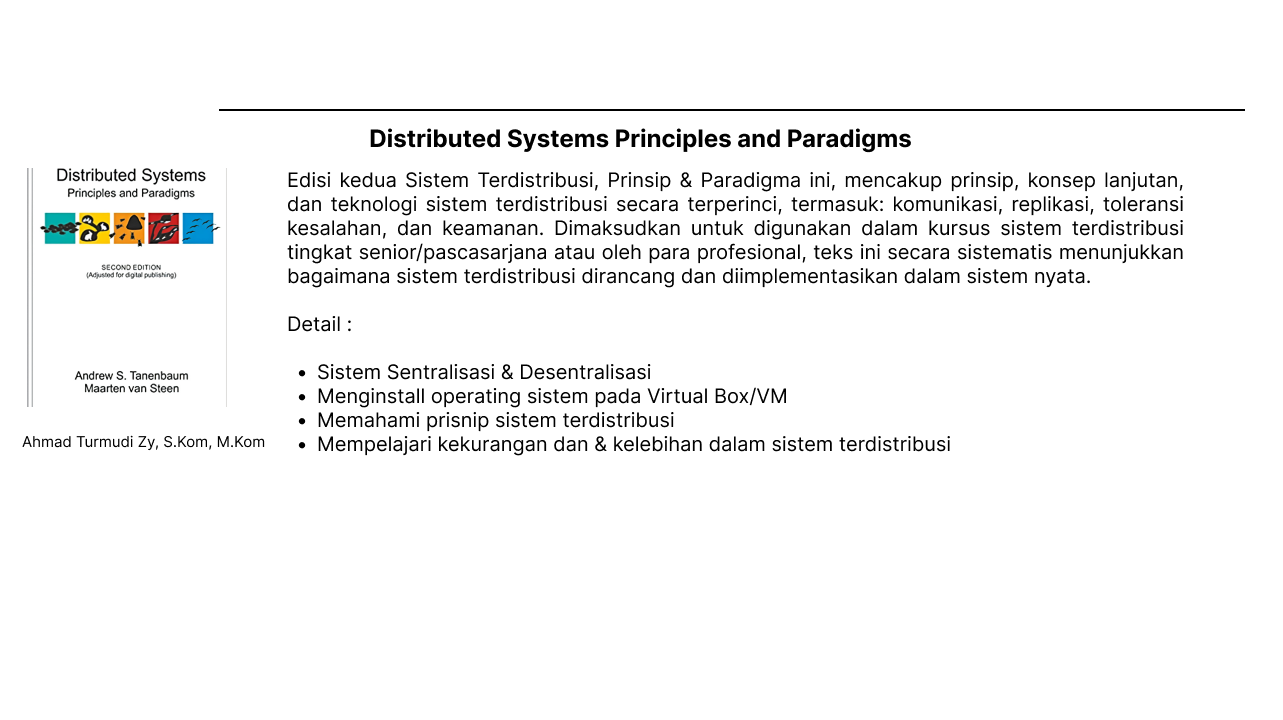 Distributed Systems Principles and Paradigms
Distributed Systems
Principles and Paradigms
SECOND EDITION
(Adjusted for digital publishing)
Andrew S. Tanenbaum
Maarten van Steen
Ahmad Turmudi Zy, S.Kom, M.Kom
Edisi kedua Sistem Terdistribusi, Prinsip & Paradigma ini, mencakup prinsip, konsep lanjutan,
dan teknologi sistem terdistribusi secara terperinci, termasuk: komunikasi, replikasi, toleransi
kesalahan, dan keamanan. Dimaksudkan untuk digunakan dalam kursus sistem terdistribusi
tingkat senior/pascasarjana atau oleh para profesional, teks ini secara sistematis menunjukkan
bagaimana sistem terdistribusi dirancang dan diimplementasikan dalam sistem nyata.
Detail :
• Sistem Sentralisasi & Desentralisasi
• Menginstall operating sistem pada Virtual Box/VM
• Memahami prisnip sistem terdistribusi
• Mempelajari kekurangan dan & kelebihan dalam sistem terdistribusi